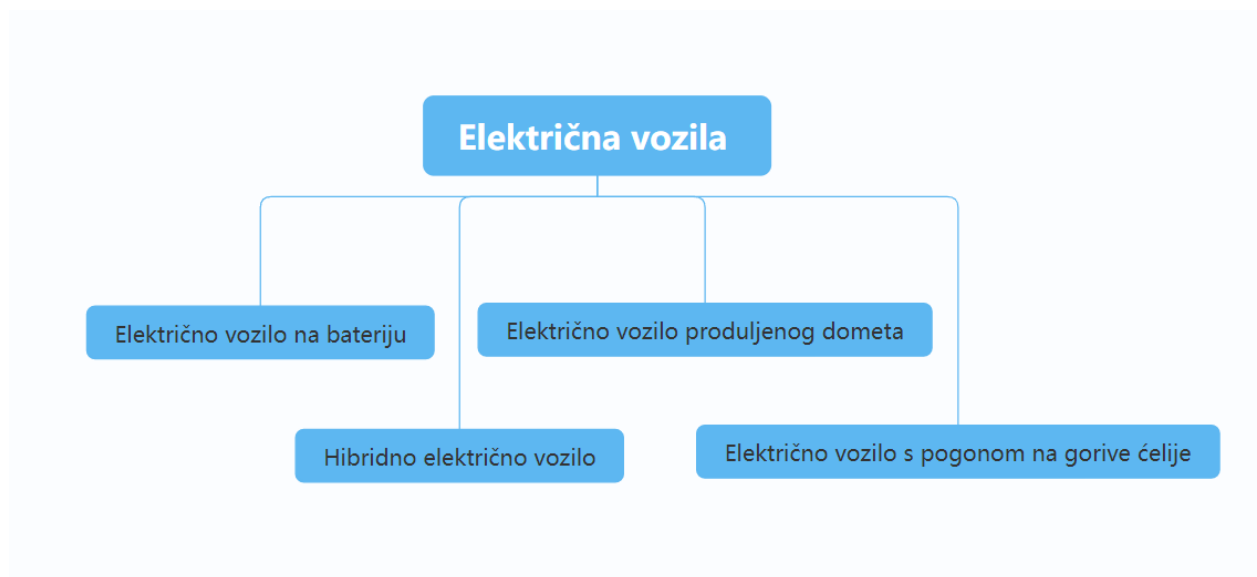 Električna vozila
Električno vozilo na bateriju
Električno vozilo produljenog dometa
Hibridno električno vozilo
Električno vozilo s pogonom na gorive ćelije